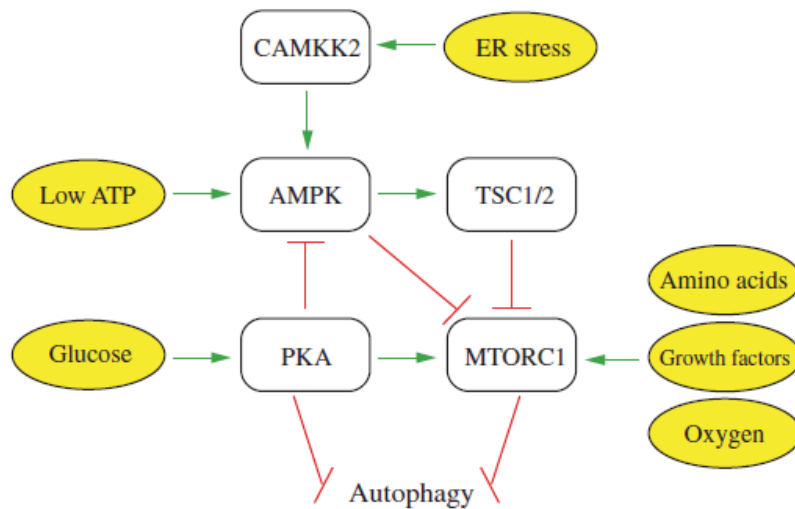 CAMKK2
ER stress
Low ATP
AMPK
TSC1/2
Amino acids
Glucose
PKA
MTORC1
Growth factors
Oxygen
Autophagy